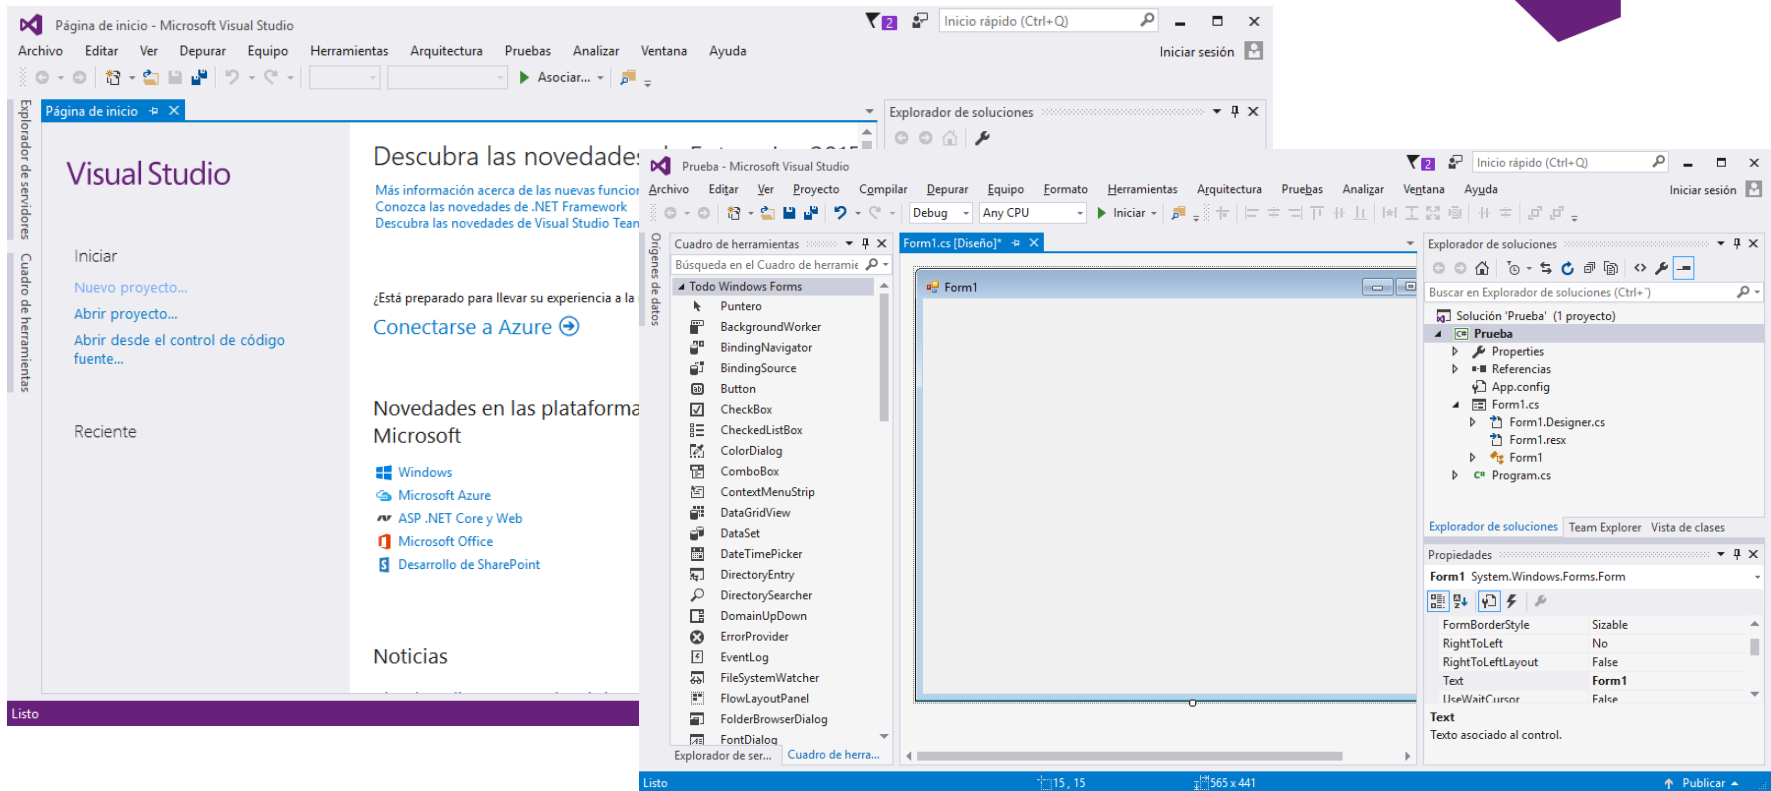 Página de inicio - Microsoft Visual Studio
2
Inicio rápido (Ctrl+Q)
Archivo Editar Ver Depurar Equipo Herramientas Arquitectura Pruebas Analizar Ventana Ayuda
Iniciar sesión
Asociar...
Explorador de servidores
Cuadro de herramientas
Página de inicio
Visual Studio
Iniciar
Nuevo proyecto...
Abrir proyecto...
Abrir desde el control de código
fuente...
Reciente
Descubra las novedades
Más información acerca de las nuevas funcior
Conozca las novedades de .NET Framework
Descubra las novedades de Visual Studio Tean
¿Está preparado para llevar su experiencia a la
Conectarse a Azure
Novedades en las plataforma
Microsoft
Windows
Microsoft Azure
ASP .NET Core y Web
Microsoft Office
Desarrollo de SharePoint
Noticias
Explorador de soluciones
Listo
Prueba - Microsoft Visual Studio
2
Inicio rápido (Ctrl+Q)
Archivo Editar Ver Proyecto Compilar Depurar Equipo Formato Herramientas Arquitectura Pruebas Analizar Ventana Ayuda
Iniciar sesión
Debug Any CPU Iniciar
Orígenes de datos
Cuadro de herramientas
Búsqueda en el Cuadro de herramie
Todo Windows Forms
Puntero
BackgroundWorker
BindingNavigator
BindingSource
Button
CheckBox
CheckedListBox
ColorDialog
ComboBox
ContextMenuStrip
DataGridView
DataSet
DateTimePicker
DirectoryEntry
DirectorySearcher
DomainUpDown
ErrorProvider
EventLog
FileSystemWatcher
FlowLayoutPanel
FolderBrowserDialog
FontDialog
Explorador de ser... Cuadro de herra...
Form1.cs [Diseño]*
Form1
Explorador de soluciones
Buscar en Explorador de soluciones (Ctrl+¨)
Solución 'Prueba' (1 proyecto)
C# Prueba
Properties
Referencias
App.config
Form1.cs
Form1.Designer.cs
Form1.resx
Form1
C# Program.cs
Explorador de soluciones Team Explorer Vista de clases
Propiedades
Form1 System.Windows.Forms.Form
FormBorderStyle Sizable
RightToLeft No
RightToLeftLayout False
Text Form1
UseWaitCursor False
Text
Texto asociado al control.
Listo
15 , 15
565 x 441
Publicar